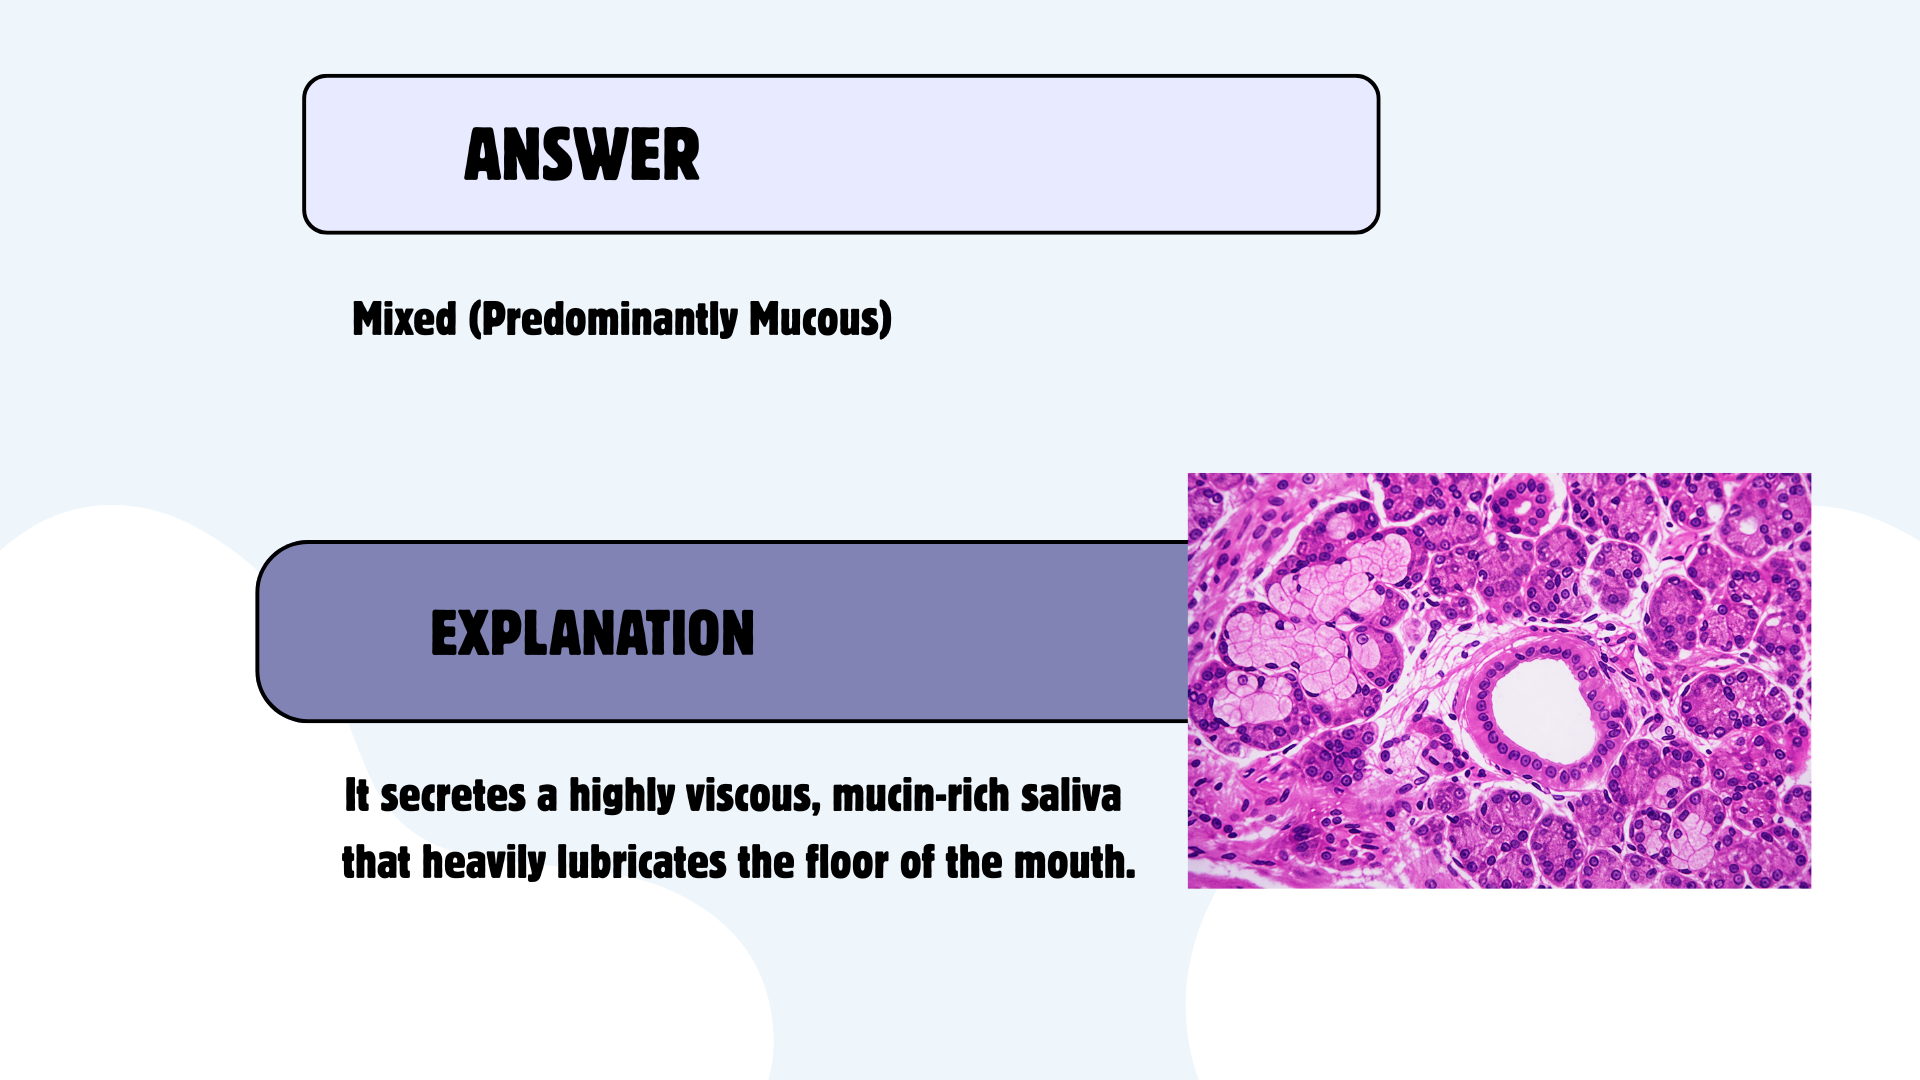 ANSWER
Mixed (Predominantly Mucous)
EXPLANATION
It secretes a highly viscous, mucin-rich saliva
that heavily lubricates the floor of the mouth.